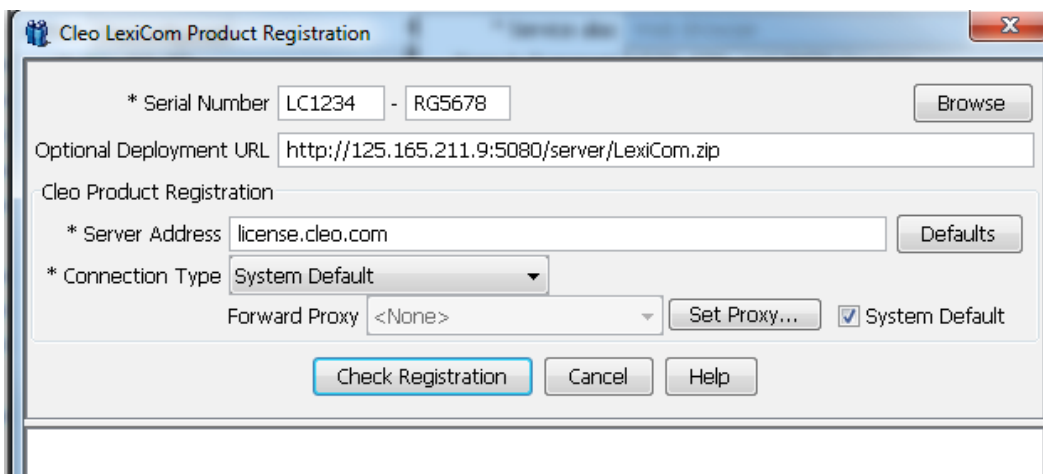 Cleo LexiCom Product Registration
* Serial Number LC1234 - RG5678 Browse
Optional Deployment URL http://125.165.211.9:5080/server/LexiCom.zip
Cleo Product Registration
* Server Address license.cleo.com Defaults
* Connection Type System Default
Forward Proxy <None> Set Proxy... System Default
Check Registration Cancel Help